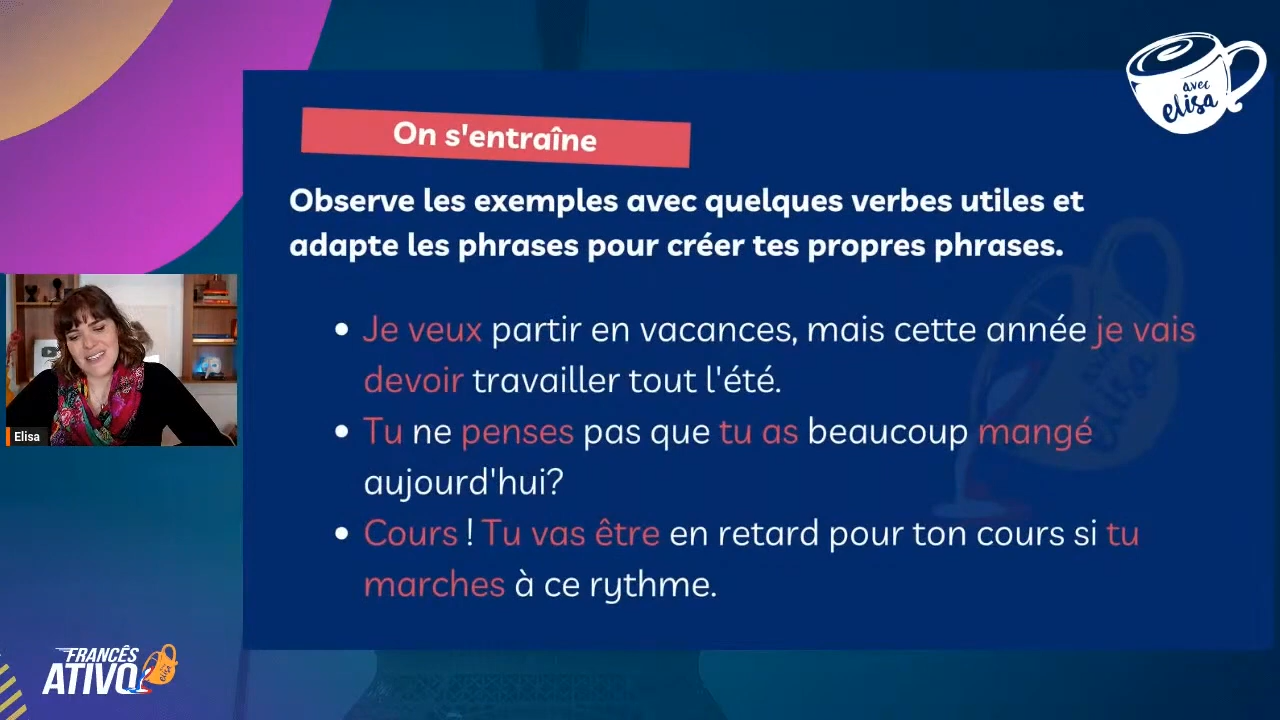 avec
elisa
On s'entraîne
Observe les exemples avec quelques verbes utiles et
adapte les phrases pour créer tes propres phrases.
Je veux partir en vacances, mais cette année je vais
devoir travailler tout l'été.
Tu ne penses pas que tu as beaucoup mangé
aujourd'hui?
Cours ! Tu vas être en retard pour ton cours si tu
marches à ce rythme.
Elisa
FRANCÊS
ATIVO
avec
elisa